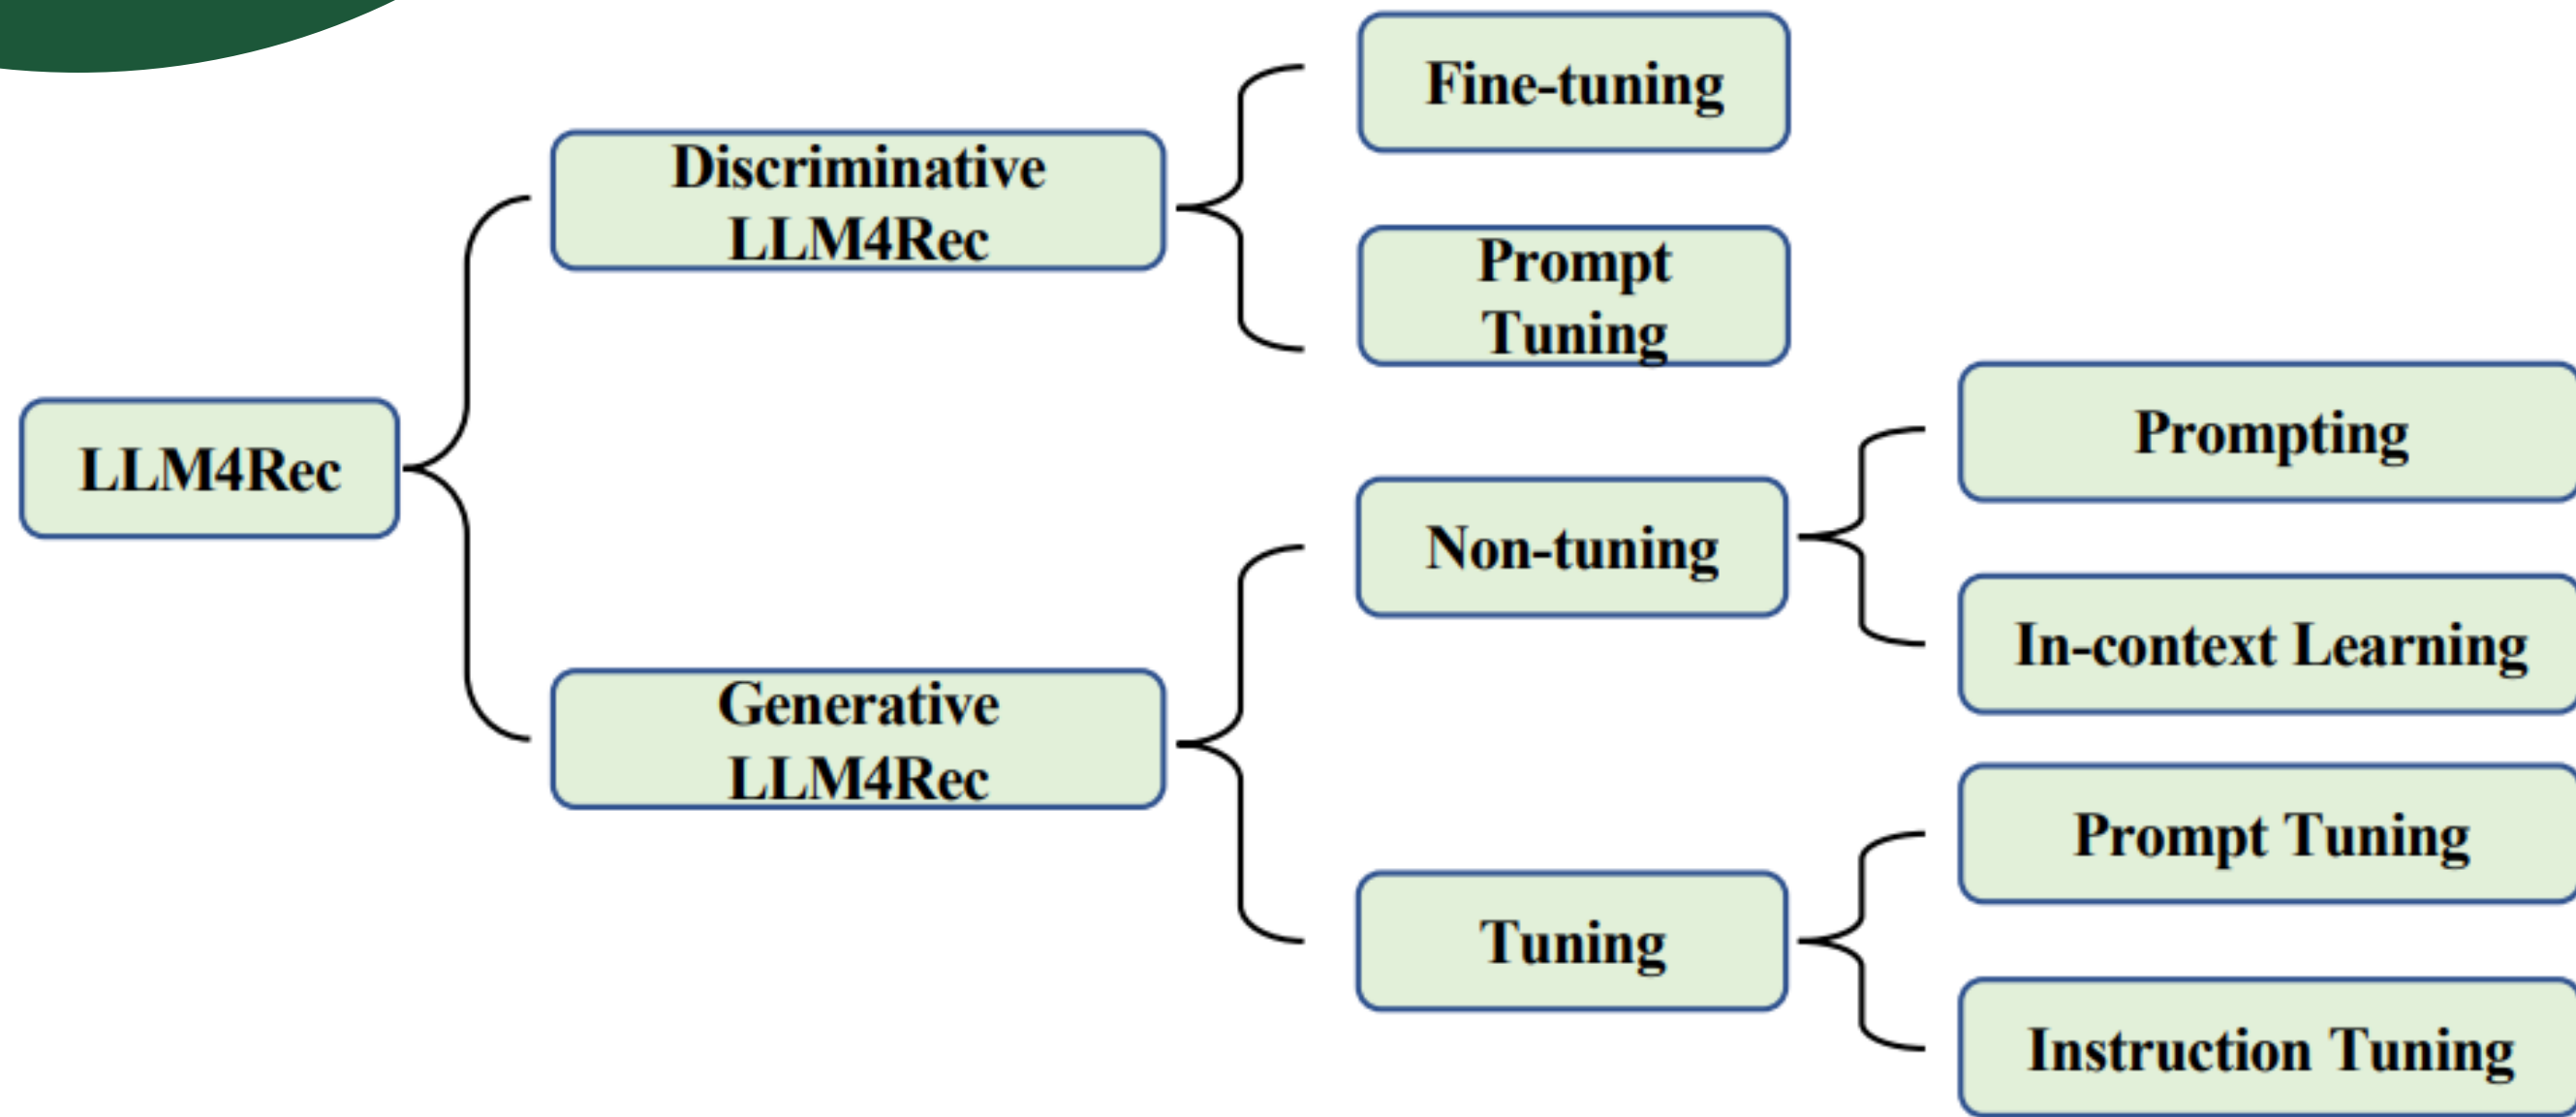 LLM4Rec
Discriminative
LLM4Rec
Fine-tuning
Prompt
Tuning
Generative
LLM4Rec
Non-tuning
Prompting
In-context Learning
Tuning
Prompt Tuning
Instruction Tuning